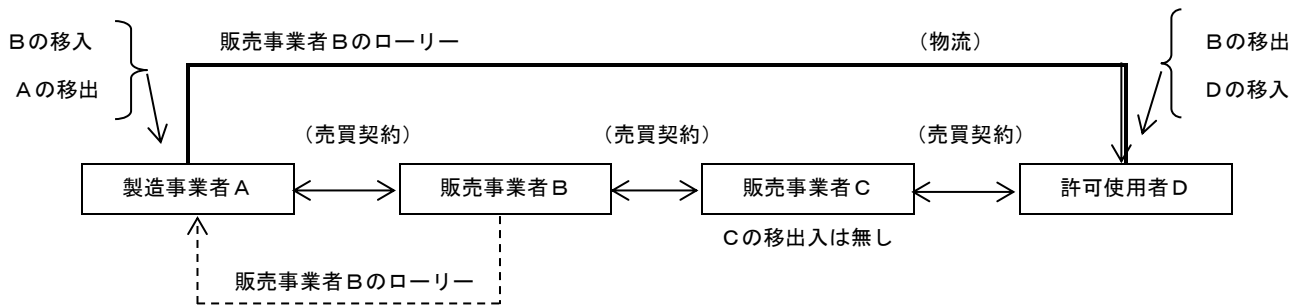 Ｂの移入
Ａの移出
販売事業者Ｂのローリー
（物流）
Ｂの移出
Ｄの移入
（売買契約）
（売買契約）
（売買契約）
製造事業者Ａ
販売事業者Ｂ
販売事業者Ｃ
許可使用者Ｄ
Ｃの移出入は無し
販売事業者Ｂのローリー